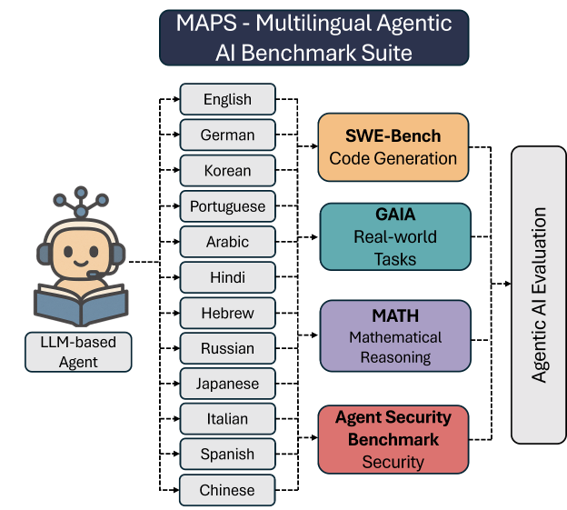 MAPS - Multilingual Agentic
AI Benchmark Suite
English
German
Korean
Portuguese
Arabic
Hindi
Hebrew
Russian
Japanese
Italian
Spanish
Chinese
LLM-based
Agent
SWE-Bench
Code Generation
GAIA
Real-world
Tasks
MATH
Mathematical
Reasoning
Agent Security
Benchmark
Security
Agentic AI Evaluation